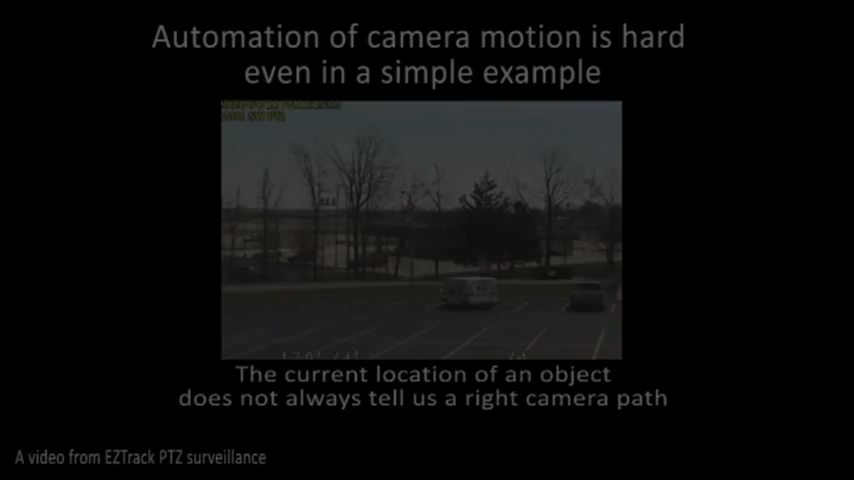 Automation of camera motion is hard
even in a simple example
The current location of an object
does not always tell us a right camera path
A video from EZTrack PTZ surveillance